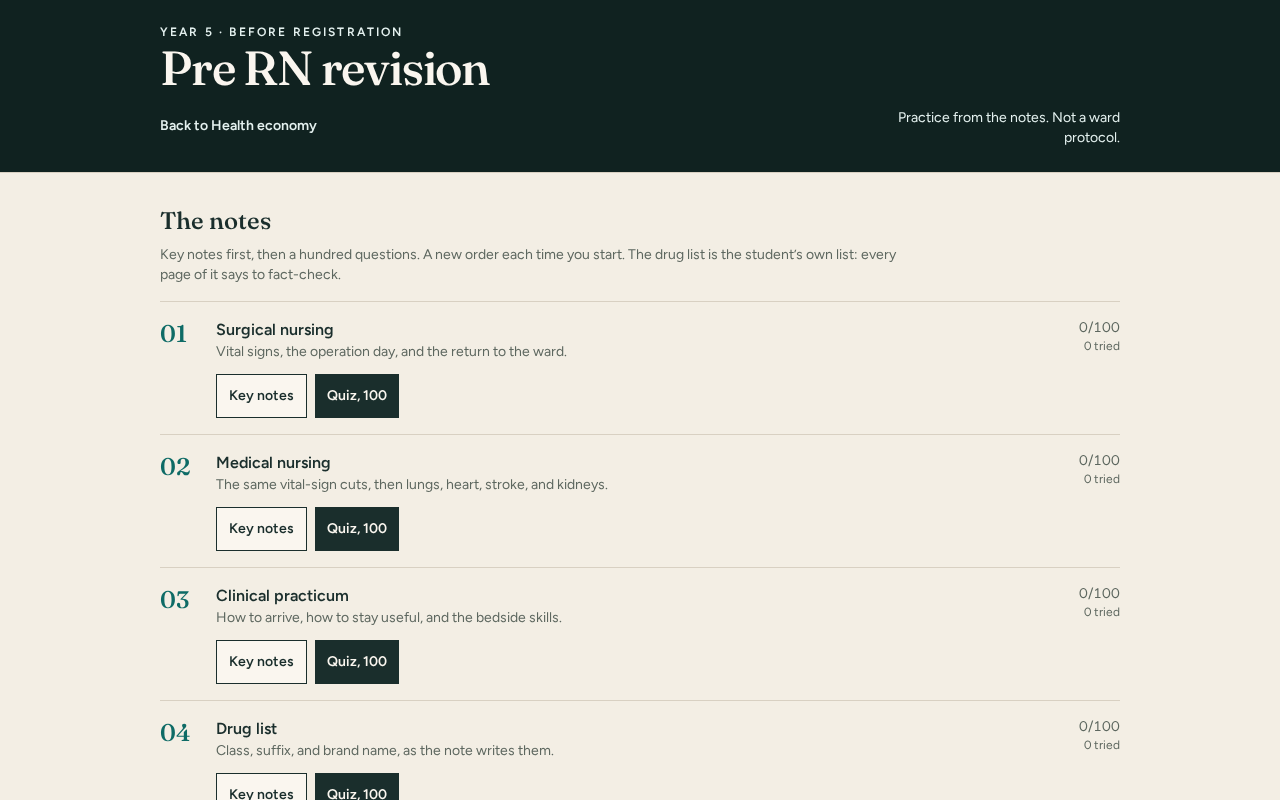 YEAR 5 · BEFORE REGISTRATION
Pre RN revision
Back to Health economy
Practice from the notes. Not a ward
protocol.
The notes
Key notes first, then a hundred questions. A new order each time you start. The drug list is the student's own list: every
page of it says to fact-check.
01
Surgical nursing
Vital signs, the operation day, and the return to the ward.
0/100
0 tried
Key notes
Quiz, 100
02
Medical nursing
The same vital-sign cuts, then lungs, heart, stroke, and kidneys.
0/100
0 tried
Key notes
Quiz, 100
03
Clinical practicum
How to arrive, how to stay useful, and the bedside skills.
0/100
0 tried
Key notes
Quiz, 100
04
Drug list
Class, suffix, and brand name, as the note writes them.
0/100
0 tried
Key notes
Quiz, 100